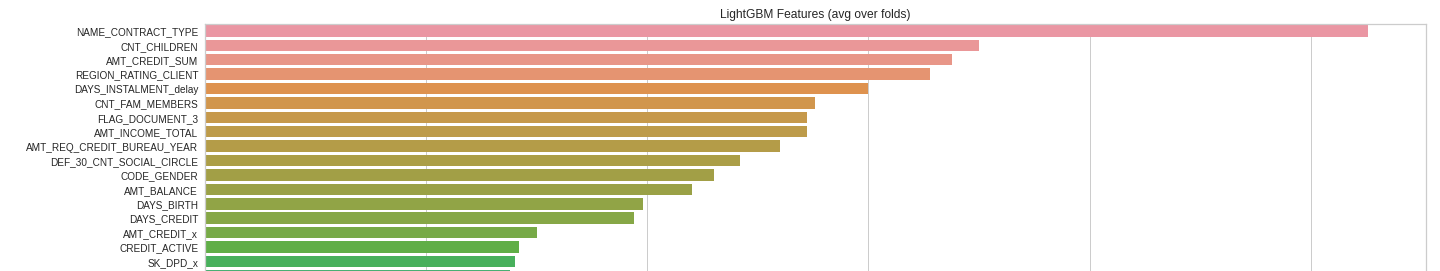 LightGBM Features (avg over folds)
NAME_CONTRACT_TYPE
CNT_CHILDREN
AMT_CREDIT_SUM
REGION_RATING_CLIENT
DAYS_INSTALMENT_delay
CNT_FAM_MEMBERS
FLAG_DOCUMENT_3
AMT_INCOME_TOTAL
AMT_REQ_CREDIT_BUREAU_YEAR
DEF_30_CNT_SOCIAL_CIRCLE
CODE_GENDER
AMT_BALANCE
DAYS_BIRTH
DAYS_CREDIT
AMT_CREDIT_x
CREDIT_ACTIVE
SK_DPD_x